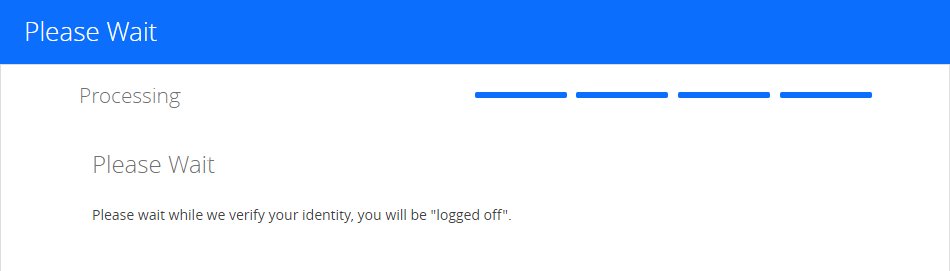 Please Wait
Processing
Please Wait
Please wait while we verify your identity, you will be "logged off".